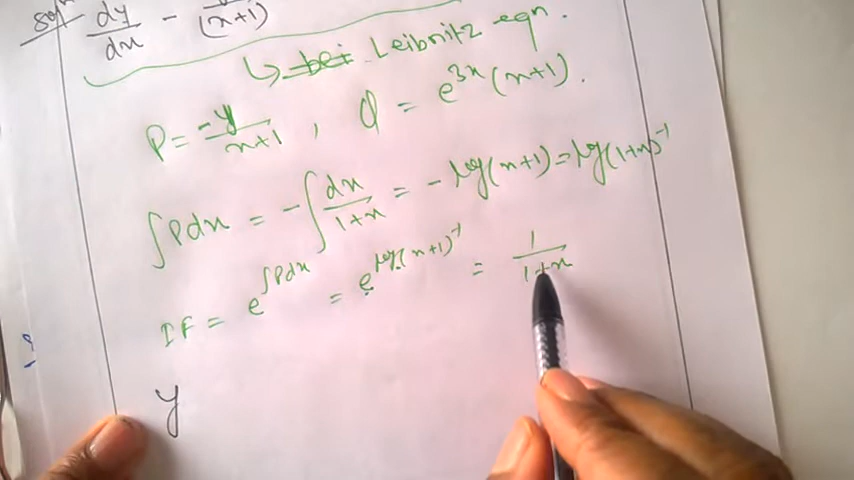 sol^n dy/dx - y/(x+1)
↳ Leibnitz eqn.
P = -y/x+1 , Q = e^{3x}(x+1).
∫Pdx = -∫dx/1+x = -log(x+1) = log(1+x)^{-1}
IF = e^{∫Pdx} = e^{log(x+1)^{-1}} = 1/1+x
y